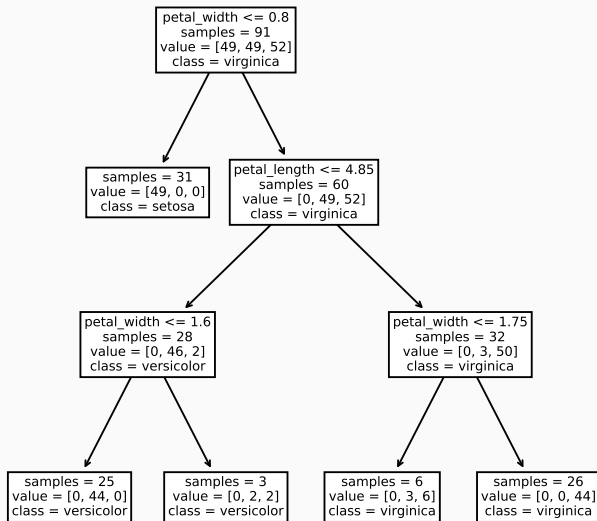 petal_width <= 0.8
samples = 91
value = [49, 49, 52]
class = virginica
samples = 31
value = [49, 0, 0]
class = setosa
petal_length <= 4.85
samples = 60
value = [0, 49, 52]
class = virginica
petal_width <= 1.6
samples = 28
value = [0, 46, 2]
class = versicolor
petal_width <= 1.75
samples = 32
value = [0, 3, 50]
class = virginica
samples = 25
value = [0, 44, 0]
class = versicolor
samples = 3
value = [0, 2, 2]
class = versicolor
samples = 6
value = [0, 3, 6]
class = virginica
samples = 26
value = [0, 0, 44]
class = virginica